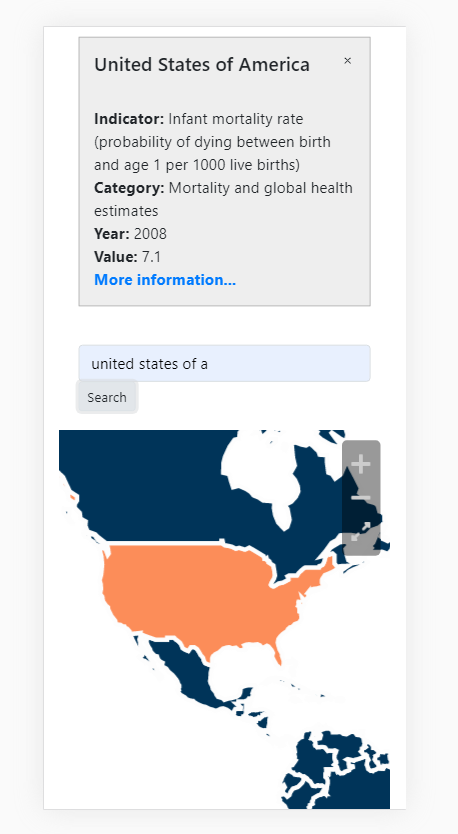 United States of America ×
Indicator: Infant mortality rate
(probability of dying between birth
and age 1 per 1000 live births)
Category: Mortality and global health
estimates
Year: 2008
Value: 7.1
More information...
united states of a
Search